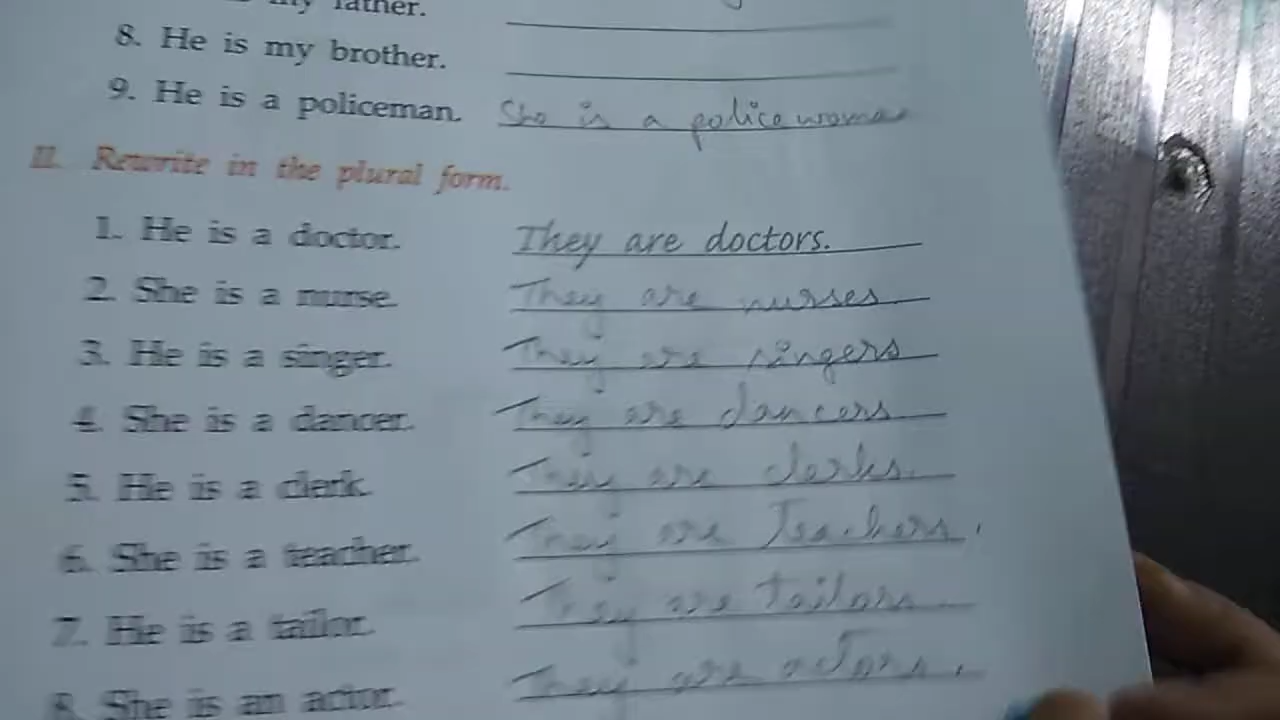 my father.
8. He is my brother.
9. He is a policeman. She is a policewoman
II. Rewrite in the plural form.
1. He is a doctor. They are doctors.
2. She is a nurse. They are nurses.
3. He is a singer. They are singers
4. She is a dancer. They are dancers
5. He is a clerk. They are clerks.
6. She is a teacher. They are Teachers.
7. He is a tailor. They are tailors
8. She is an actor. They are actors.